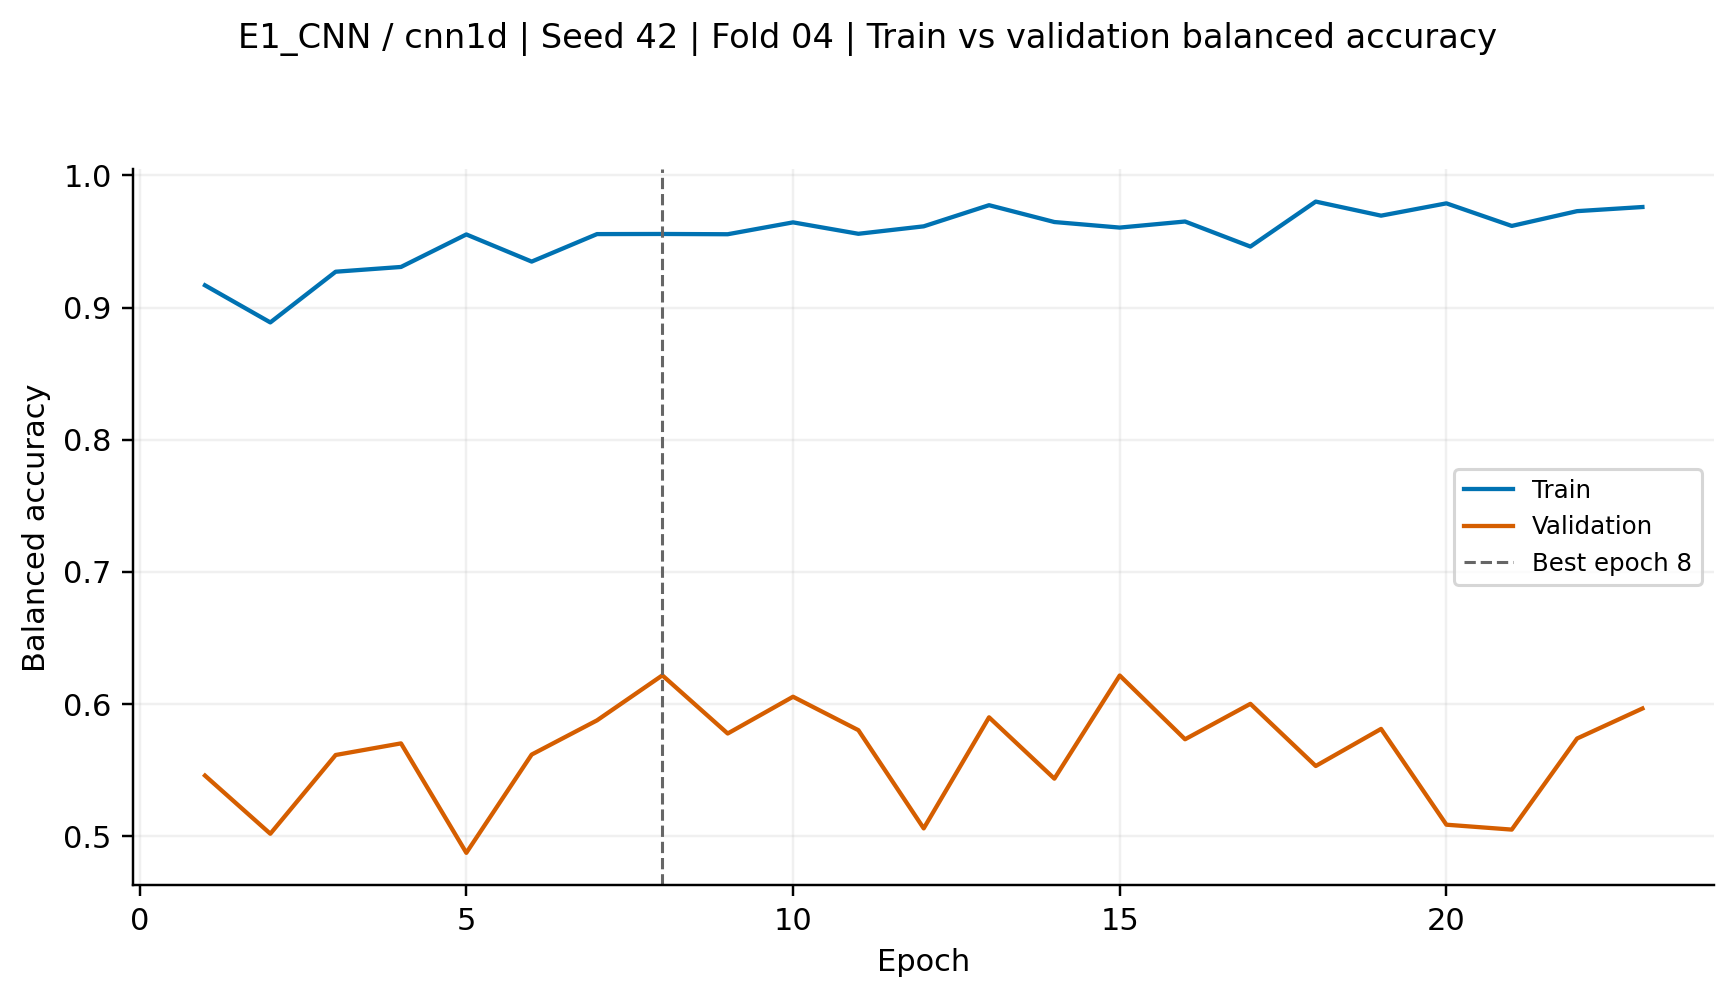 E1_CNN / cnn1d | Seed 42 | Fold 04 | Train vs validation balanced accuracy
1.0
0.9
0.8
0.7
0.6
0.5
Balanced accuracy
Train
Validation
Best epoch 8
0 5 10 15 20
Epoch